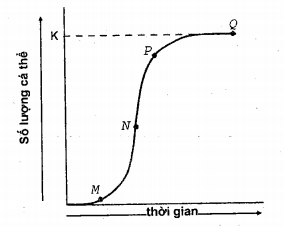 Số lượng cá thể
K
Q
P
N
M
thời gian